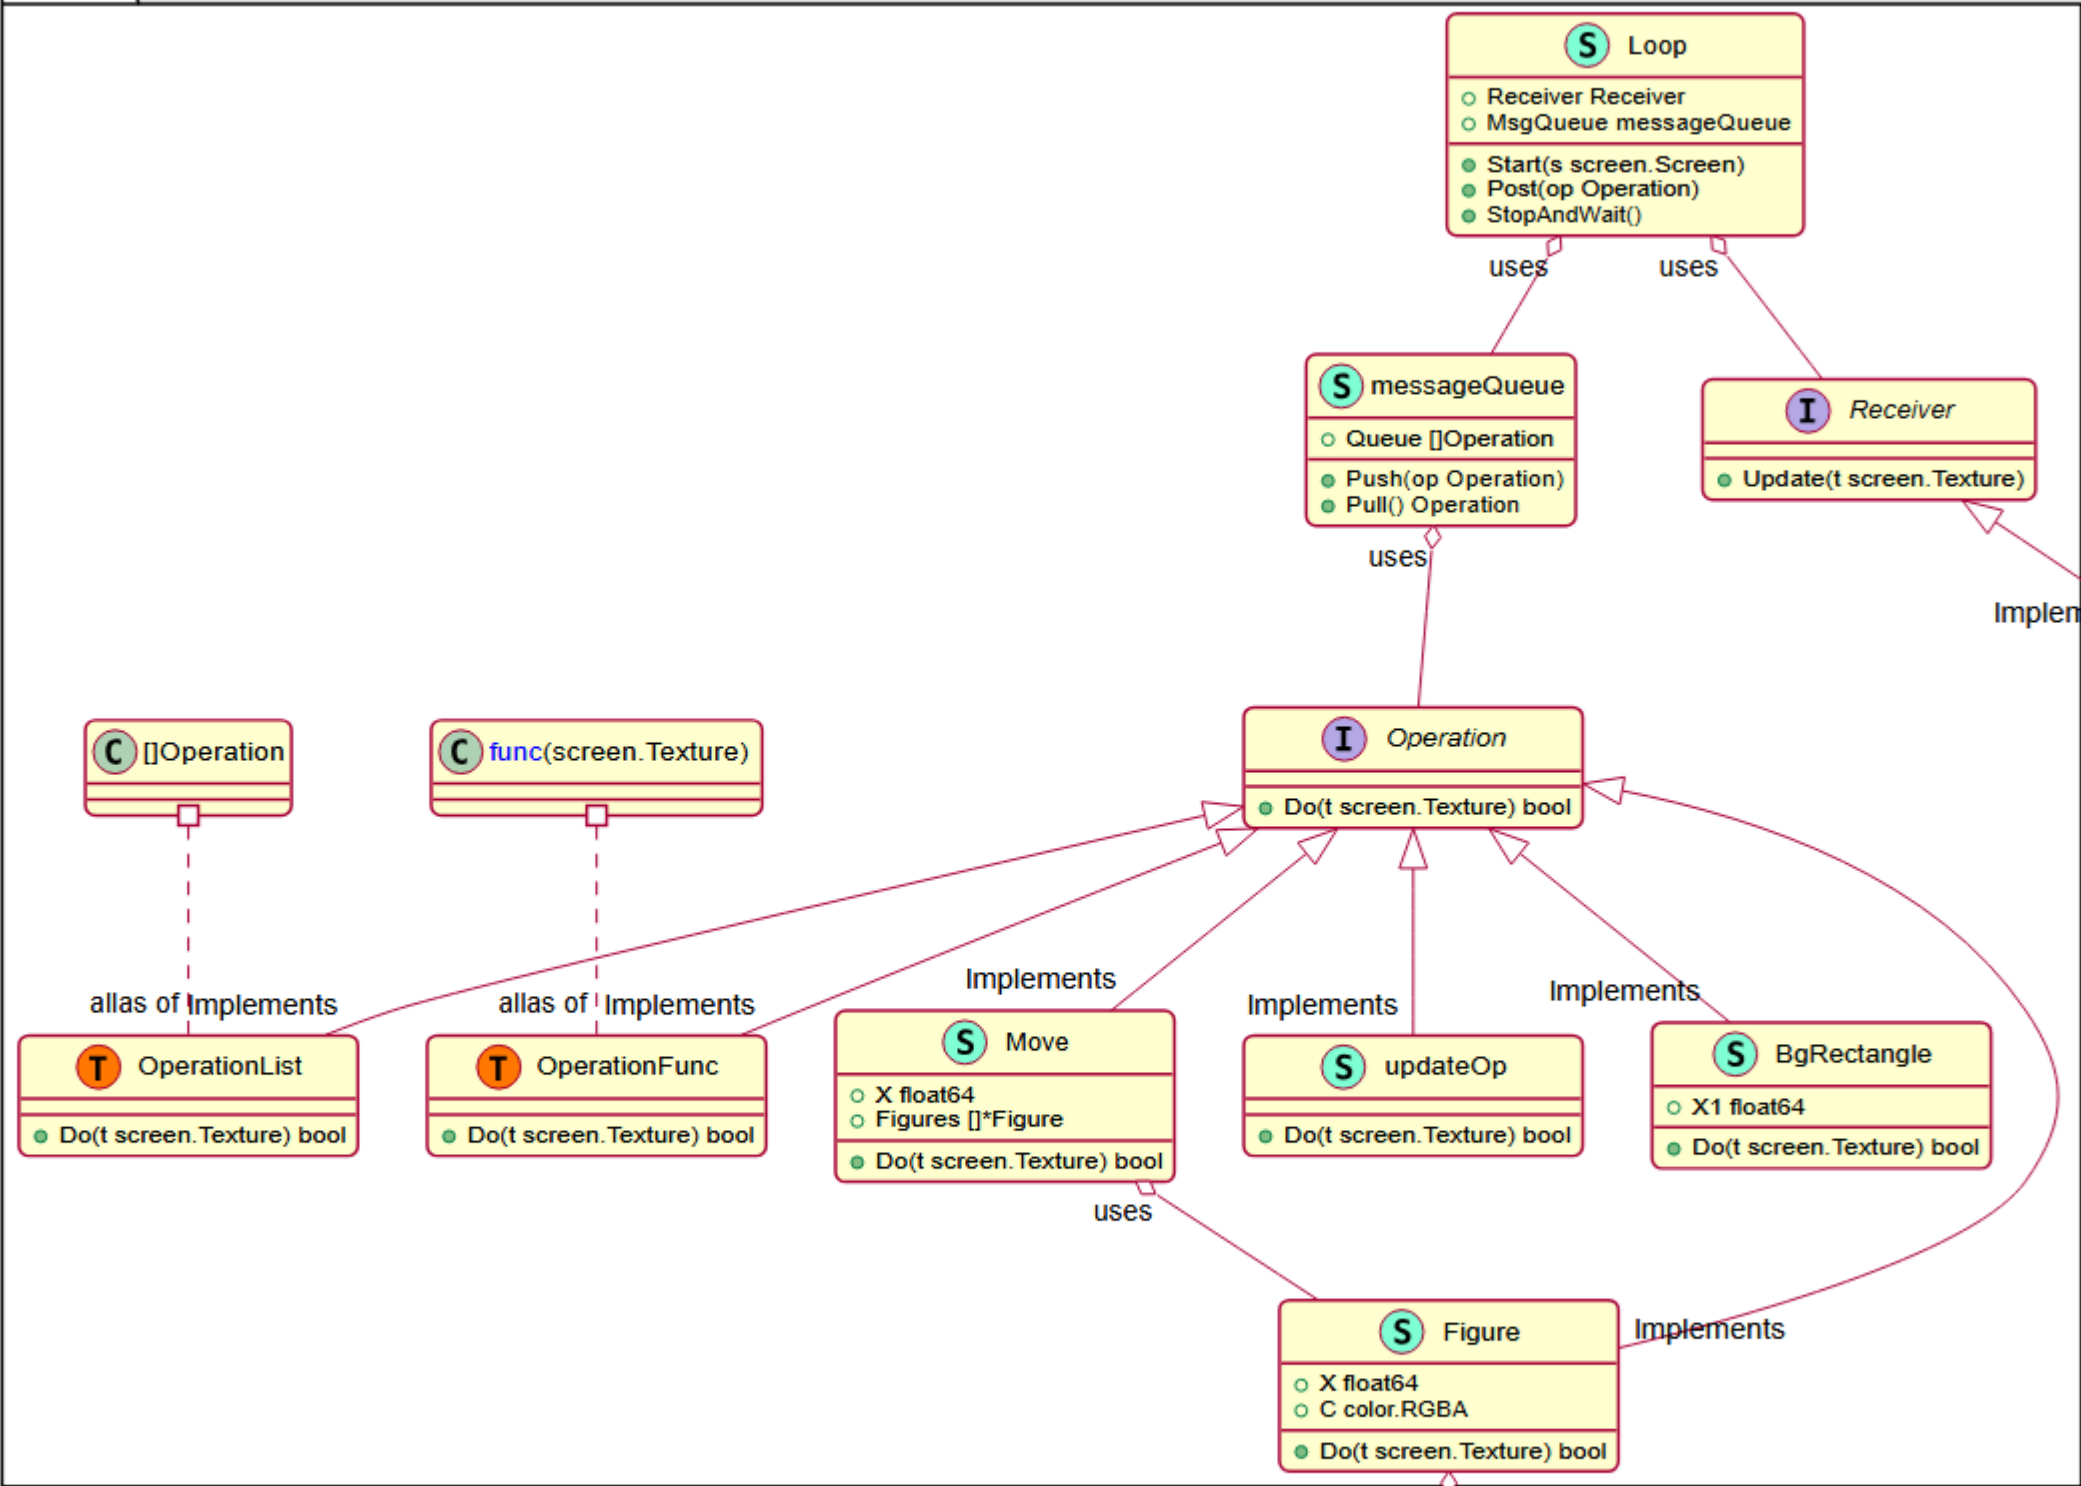 S Loop
Receiver Receiver
MsgQueue messageQueue
Start(s screen.Screen)
Post(op Operation)
StopAndWait()
uses
uses
S messageQueue
Queue []Operation
Push(op Operation)
Pull() Operation
I Receiver
Update(t screen.Texture)
uses
Implem
C []Operation
C func(screen.Texture)
I Operation
Do(t screen.Texture) bool
allas of
Implements
allas of
Implements
Implements
Implements
Implements
T OperationList
Do(t screen.Texture) bool
T OperationFunc
Do(t screen.Texture) bool
S Move
X float64
Figures []*Figure
Do(t screen.Texture) bool
S updateOp
Do(t screen.Texture) bool
S BgRectangle
X1 float64
Do(t screen.Texture) bool
uses
S Figure
X float64
C color.RGBA
Do(t screen.Texture) bool
Implements